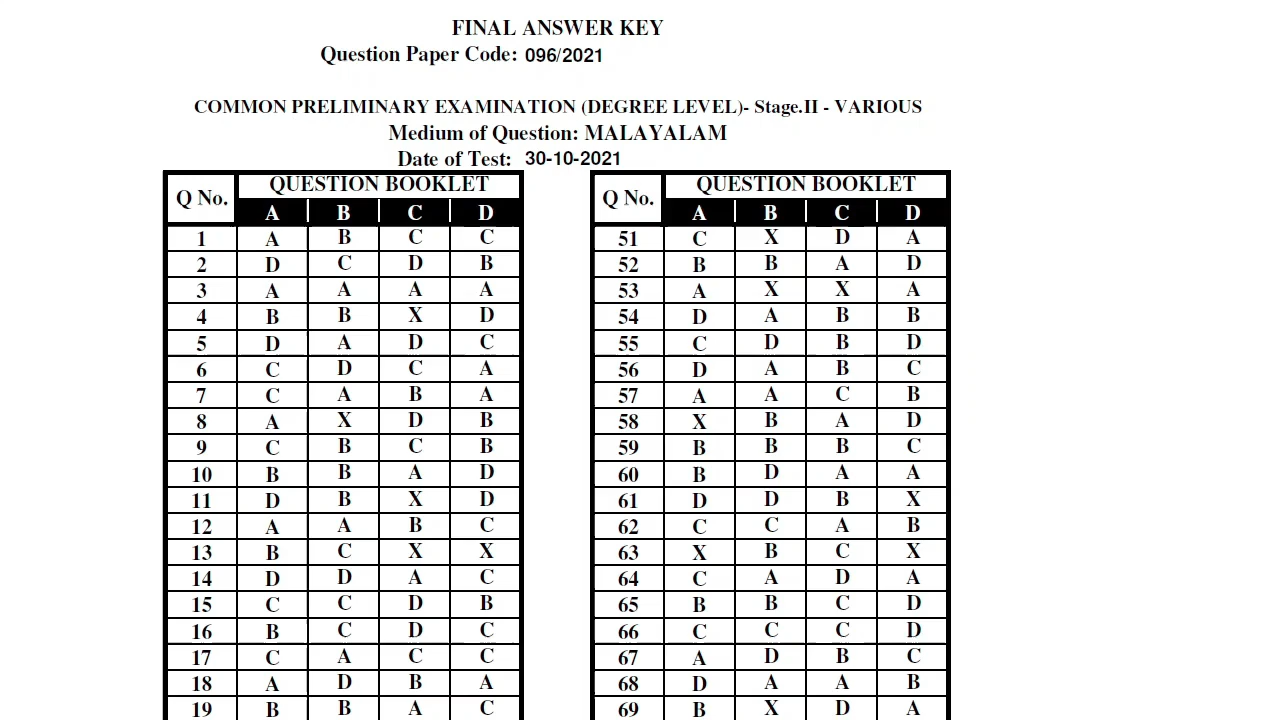 FINAL ANSWER KEY
Question Paper Code: 096/2021
COMMON PRELIMINARY EXAMINATION (DEGREE LEVEL)- Stage.II - VARIOUS
Medium of Question: MALAYALAM
Date of Test: 30-10-2021
Q No. QUESTION BOOKLET
A B C D
1 A B C C
2 D C D B
3 A A A A
4 B B X D
5 D A D C
6 C D C A
7 C A B A
8 A X D B
9 C B C B
10 B B A D
11 D B X D
12 A A B C
13 B C X X
14 D D A C
15 C C D B
16 B C D C
17 C A C C
18 A D B A
19 B B A C
Q No. QUESTION BOOKLET
A B C D
51 C X D A
52 B B A D
53 A X X A
54 D A B B
55 C D B D
56 D A B C
57 A A C B
58 X B A D
59 B B B C
60 B D A A
61 D D B X
62 C C A B
63 X B C X
64 C A D A
65 B B C D
66 C C C D
67 A D B C
68 D A A B
69 B X D A